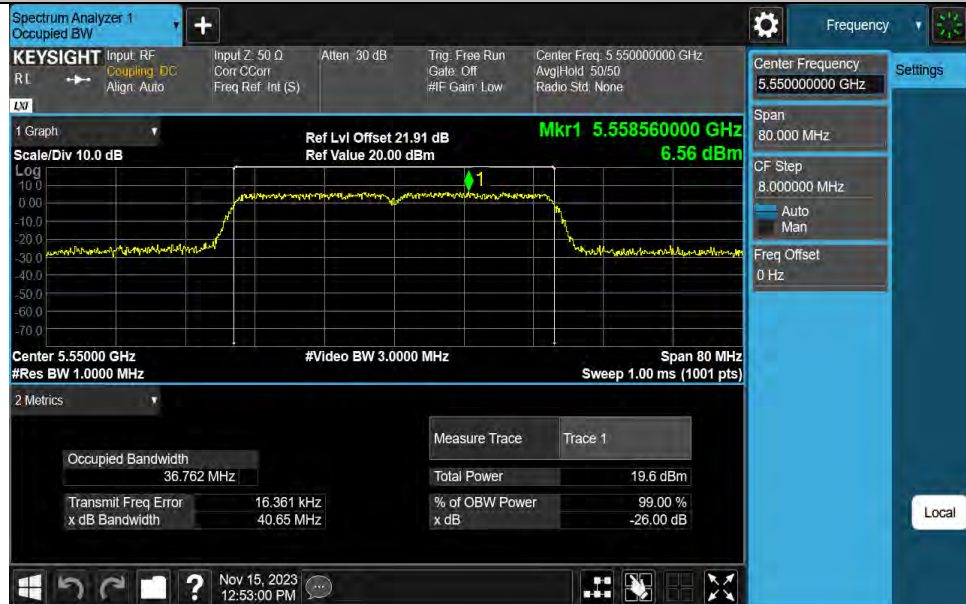 Spectrum Analyzer 1
Occupied BW
+
Frequency
KEYSIGHT
Input: RF
Coupling: DC
Align: Auto
Input Z: 50 Ω
Corr CCorr
Freq Ref: Int (S)
Atten: 30 dB
Trig: Free Run
Gate: Off
#IF Gain: Low
Center Freq: 5.550000000 GHz
Avg|Hold: 50/50
Radio Std: None
LXI
Center Frequency
5.550000000 GHz
Settings
Span
80.000 MHz
CF Step
8.000000 MHz
Auto
Man
Freq Offset
0 Hz
1 Graph
Scale/Div 10.0 dB
Ref Lvl Offset 21.91 dB
Ref Value 20.00 dBm
Mkr1 5.558560000 GHz
6.56 dBm
Log
1
10.0
0.00
-10.0
-20.0
-30.0
-40.0
-50.0
-60.0
-70.0
Center 5.55000 GHz
#Video BW 3.0000 MHz
Span 80 MHz
#Res BW 1.0000 MHz
Sweep 1.00 ms (1001 pts)
2 Metrics
Measure Trace
Trace 1
Occupied Bandwidth
36.762 MHz
Total Power
19.6 dBm
Transmit Freq Error
16.361 kHz
% of OBW Power
99.00 %
x dB Bandwidth
40.65 MHz
x dB
-26.00 dB
Local
?
Nov 15, 2023
12:53:00 PM